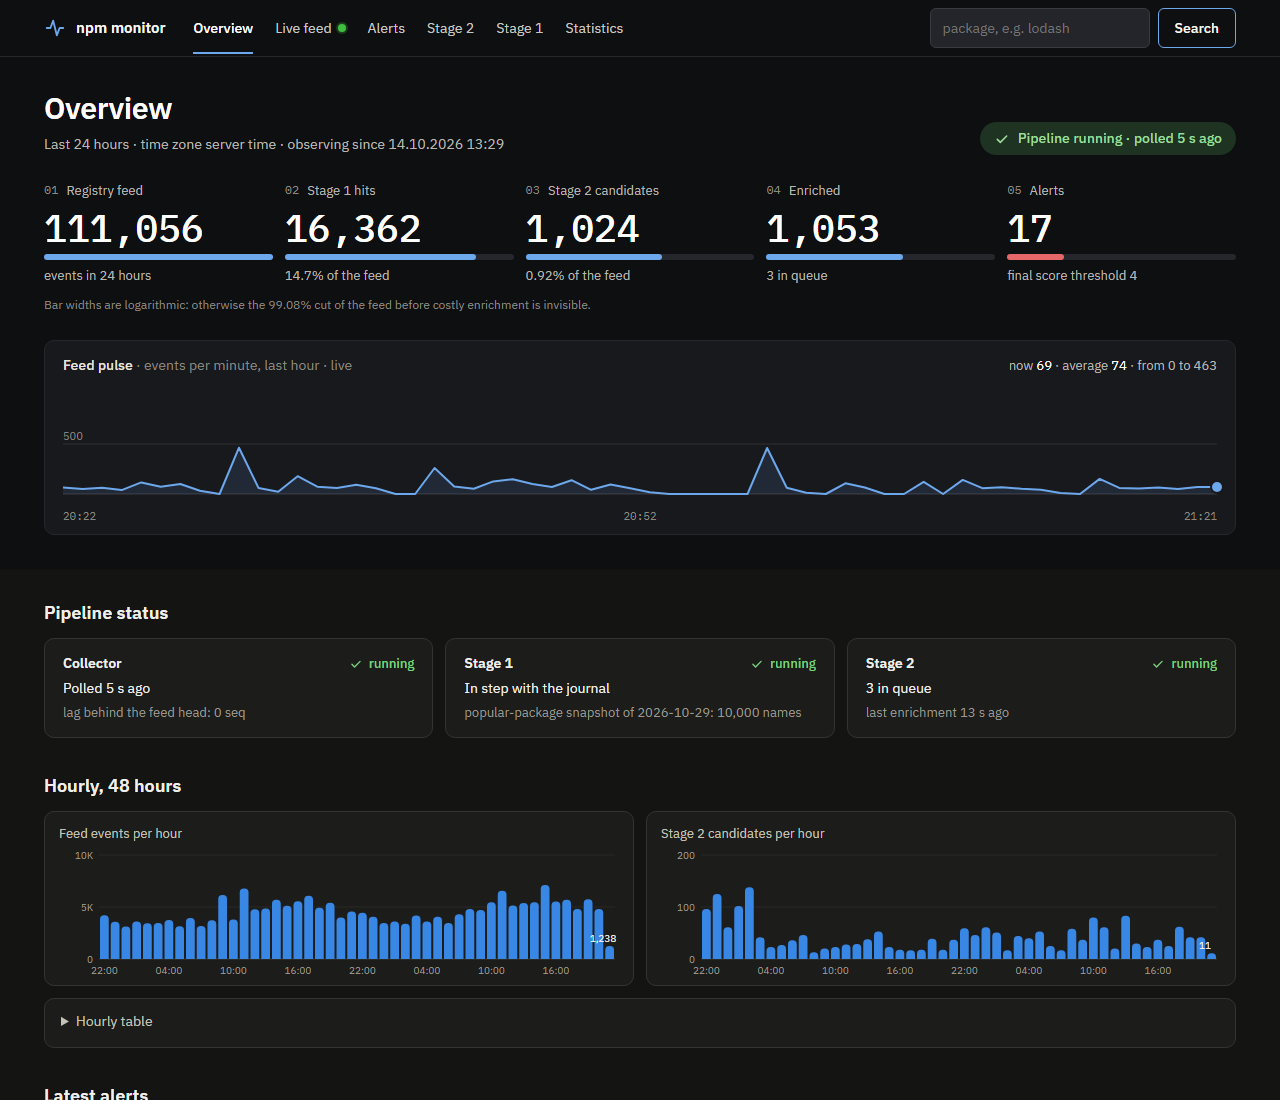 npm monitor Overview Live feed Alerts Stage 2 Stage 1 Statistics package, e.g. lodash Search
Overview
Last 24 hours · time zone server time · observing since 14.10.2026 13:29
✓ Pipeline running · polled 5 s ago
01 Registry feed
111,056
events in 24 hours
02 Stage 1 hits
16,362
14.7% of the feed
03 Stage 2 candidates
1,024
0.92% of the feed
04 Enriched
1,053
3 in queue
05 Alerts
17
final score threshold 4
Bar widths are logarithmic: otherwise the 99.08% cut of the feed before costly enrichment is invisible.
Feed pulse · events per minute, last hour · live
now 69 · average 74 · from 0 to 463
500
20:22 20:52 21:21
Pipeline status
Collector ✓ running
Polled 5 s ago
lag behind the feed head: 0 seq
Stage 1 ✓ running
In step with the journal
popular-package snapshot of 2026-10-29: 10,000 names
Stage 2 ✓ running
3 in queue
last enrichment 13 s ago
Hourly, 48 hours
Feed events per hour
10K
5K
1,238
0
22:00 04:00 10:00 16:00 22:00 04:00 10:00 16:00
Stage 2 candidates per hour
200
100
11
0
22:00 04:00 10:00 16:00 22:00 04:00 10:00 16:00
▶ Hourly table
Latest alerts